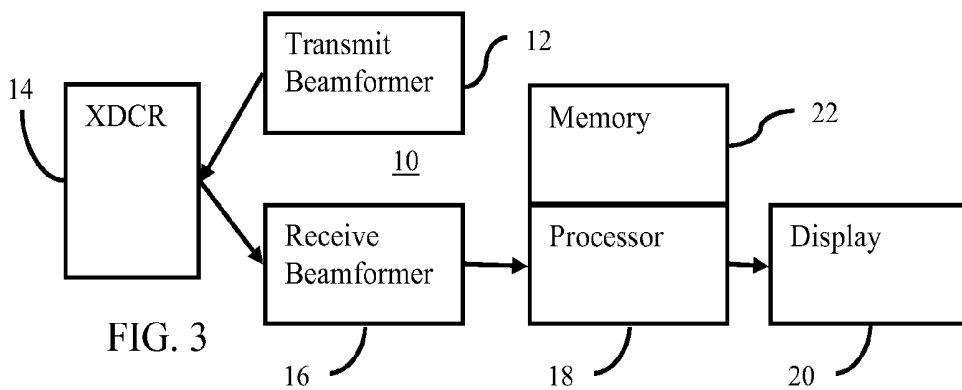 Transmit
Beamformer
12
14
XDCR
Memory
22
10
Receive
Beamformer
Processor
Display
FIG. 3
16
18
20